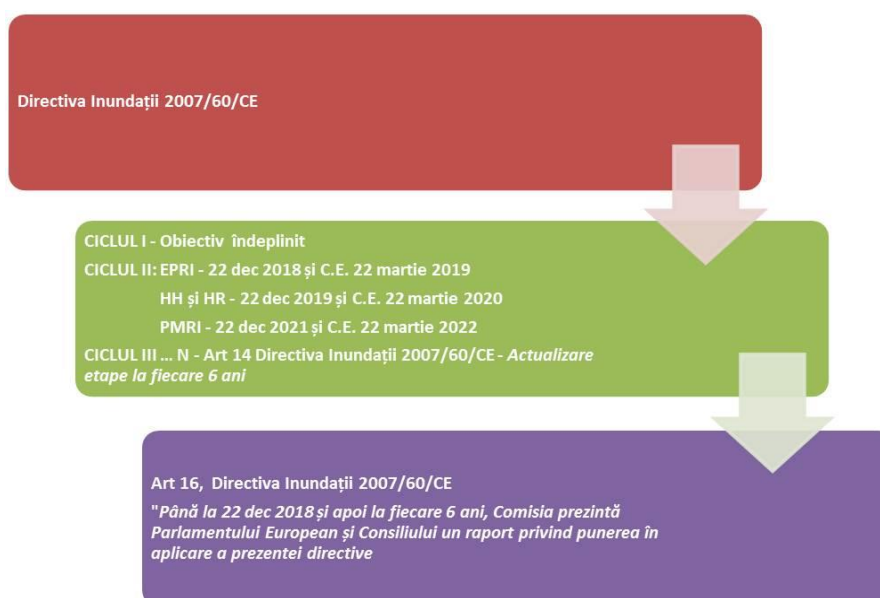 Directiva Inundații 2007/60/CE
CICLUL I - Obiectiv îndeplinit
CICLUL II: EPRI - 22 dec 2018 și C.E. 22 martie 2019
HH și HR - 22 dec 2019 și C.E. 22 martie 2020
PMRI - 22 dec 2021 și C.E. 22 martie 2022
CICLUL III ... N - Art 14 Directiva Inundații 2007/60/CE - Actualizare
etape la fiecare 6 ani
Art 16, Directiva Inundații 2007/60/CE
"Până la 22 dec 2018 și apoi la fiecare 6 ani, Comisia prezintă
Parlamentului European și Consiliului un raport privind punerea în
aplicare a prezentei directive